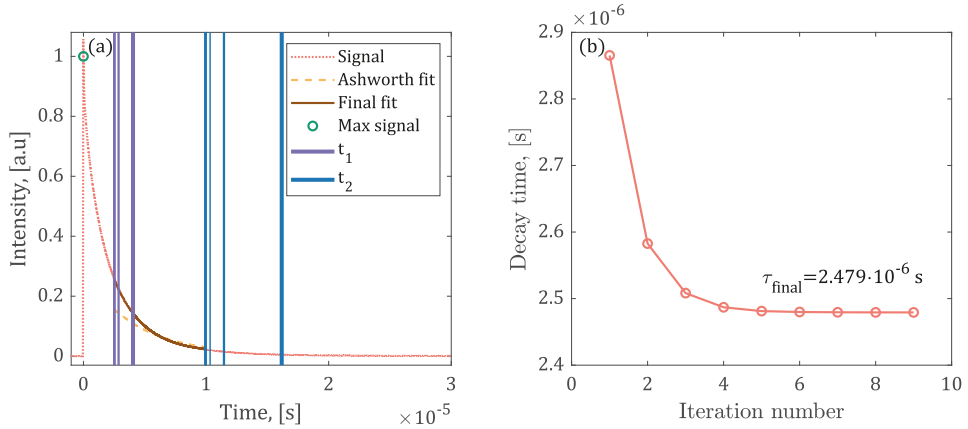 (a)
Signal
Ashworth fit
Final fit
Max signal
t₁
t₂
1
0.8
0.6
0.4
0.2
0
Intensity, [a.u]
0
1
2
3
×10⁻⁵
Time, [s]
×10⁻⁶
(b)
2.9
2.8
2.7
2.6
2.5
2.4
Decay time, [s]
τfinal=2.479·10⁻⁶ s
0
2
4
6
8
10
Iteration number